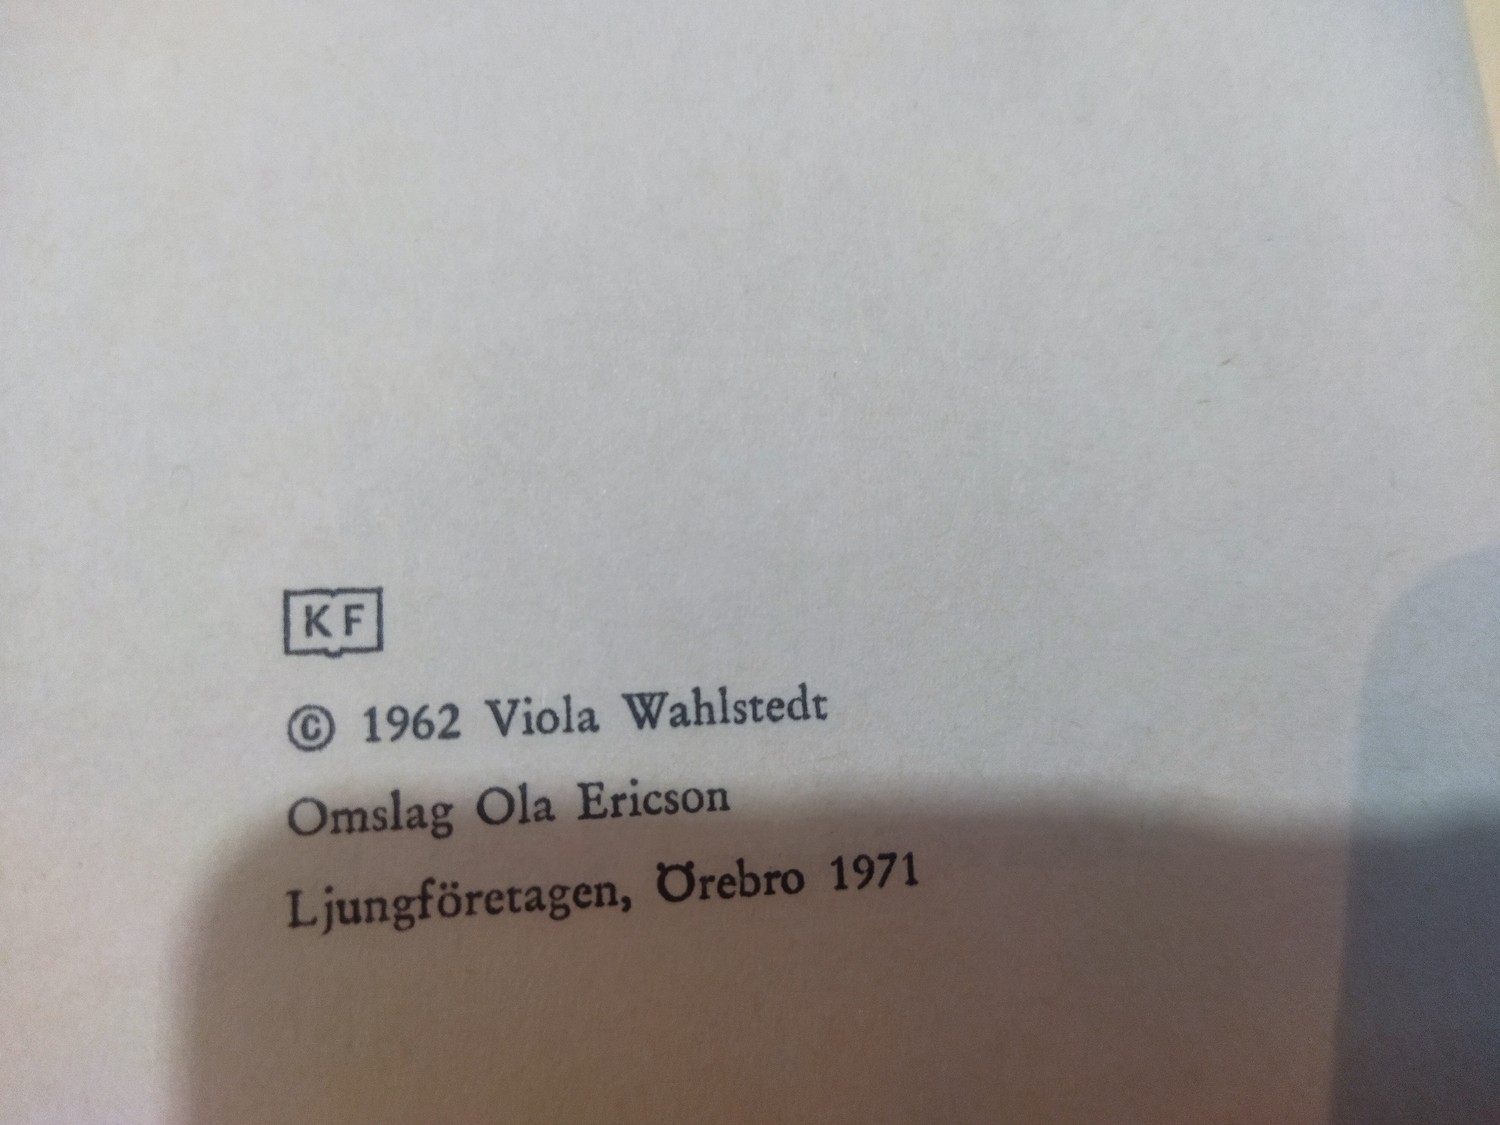 KF
© 1962 Viola Wahlstedt
Omslag Ola Ericson
Ljungföretagen, Örebro 1971